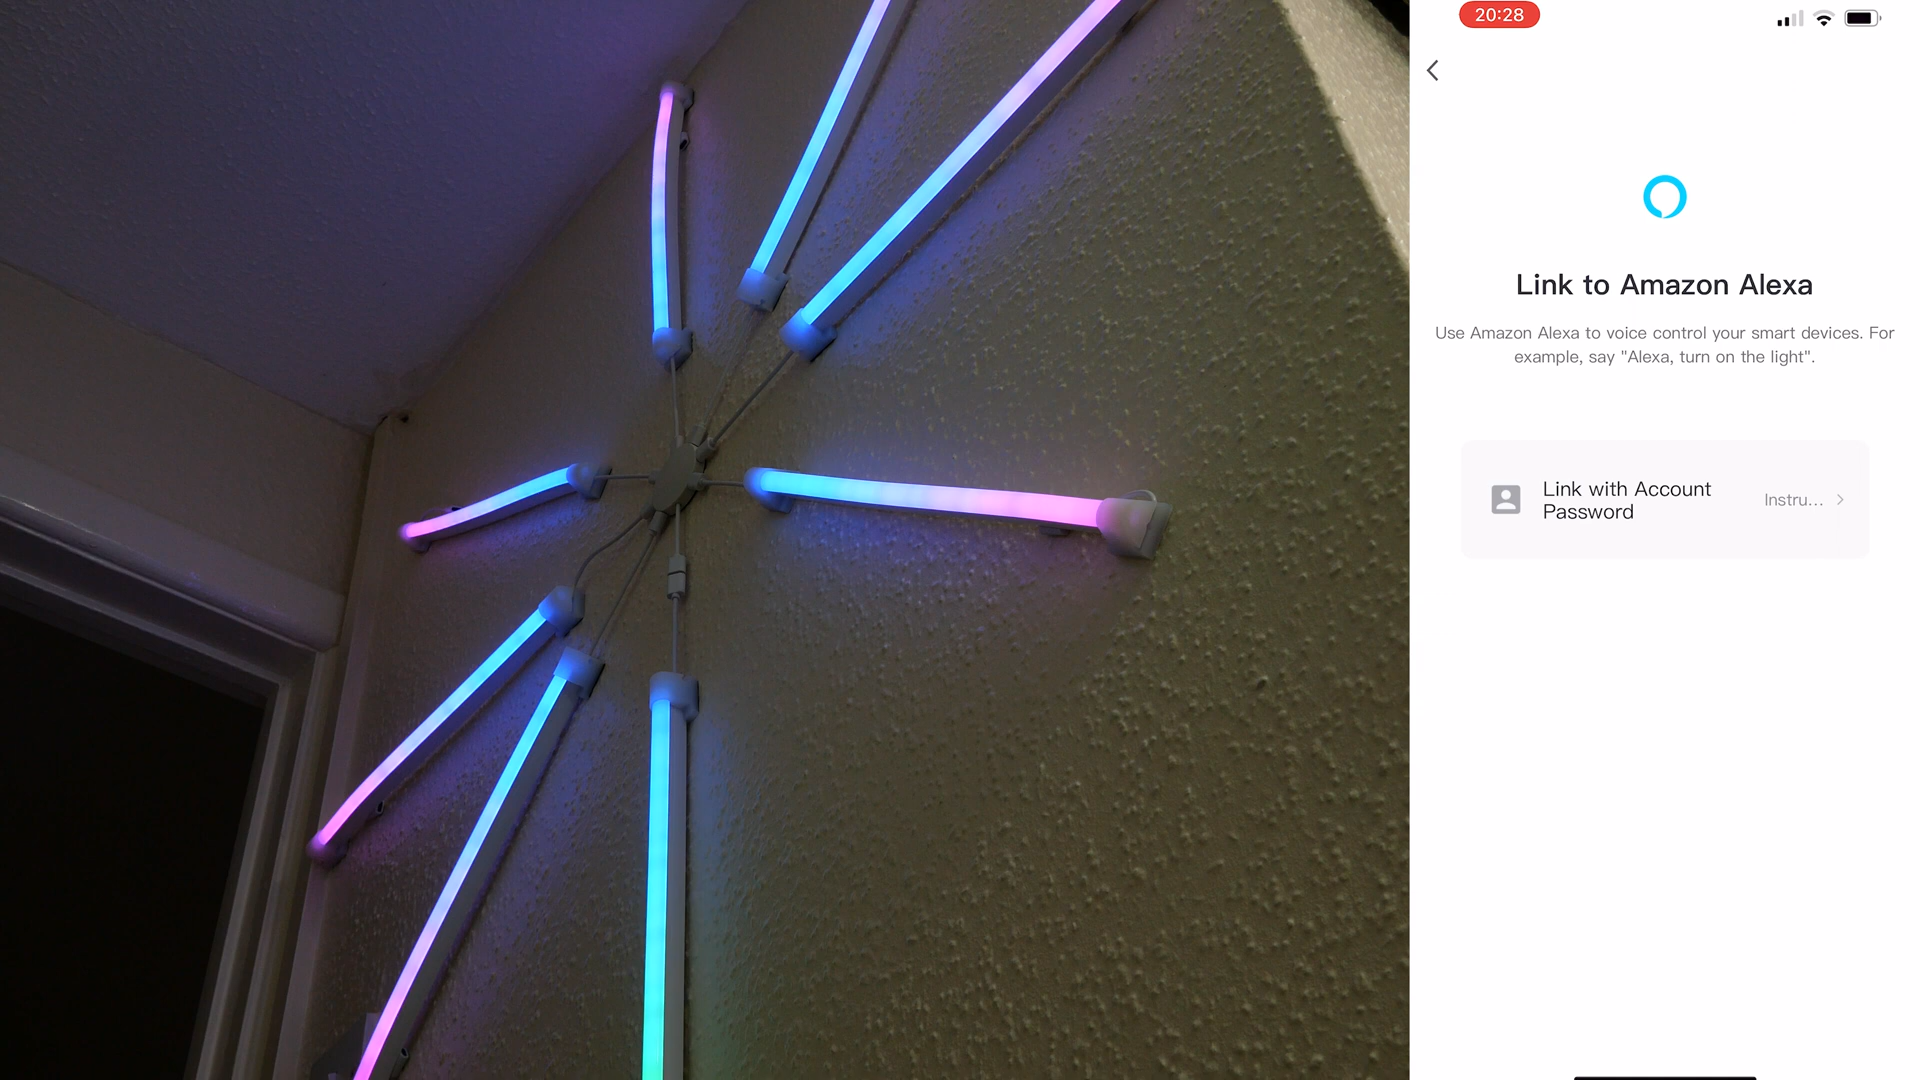 20:28
Link to Amazon Alexa
Use Amazon Alexa to voice control your smart devices. For
example, say "Alexa, turn on the light".
Link with Account
Password
Instru...